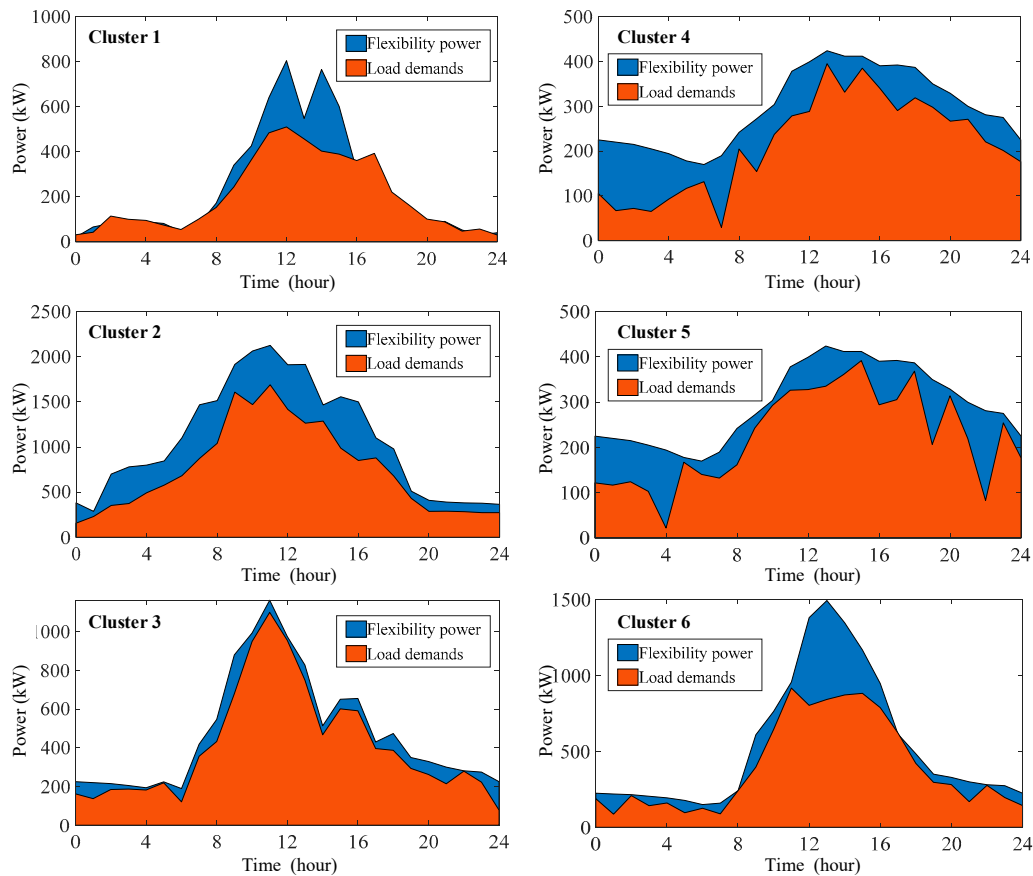 1000
800
600
400
200
0
Power (kW)
Cluster 1
Flexibility power
Load demands
0 4 8 12 16 20 24
Time (hour)
500
400
300
200
100
0
Power (kW)
Cluster 4
Flexibility power
Load demands
0 4 8 12 16 20 24
Time (hour)
2500
2000
1500
1000
500
0
Power (kW)
Cluster 2
Flexibility power
Load demands
0 4 8 12 16 20 24
Time (hour)
500
400
300
200
100
0
Power (kW)
Cluster 5
Flexibility power
Load demands
0 4 8 12 16 20 24
Time (hour)
1000
800
600
400
200
0
Power (kW)
Cluster 3
Flexibility power
Load demands
0 4 8 12 16 20 24
Time (hour)
1500
1000
500
0
Power (kW)
Cluster 6
Flexibility power
Load demands
0 4 8 12 16 20 24
Time (hour)